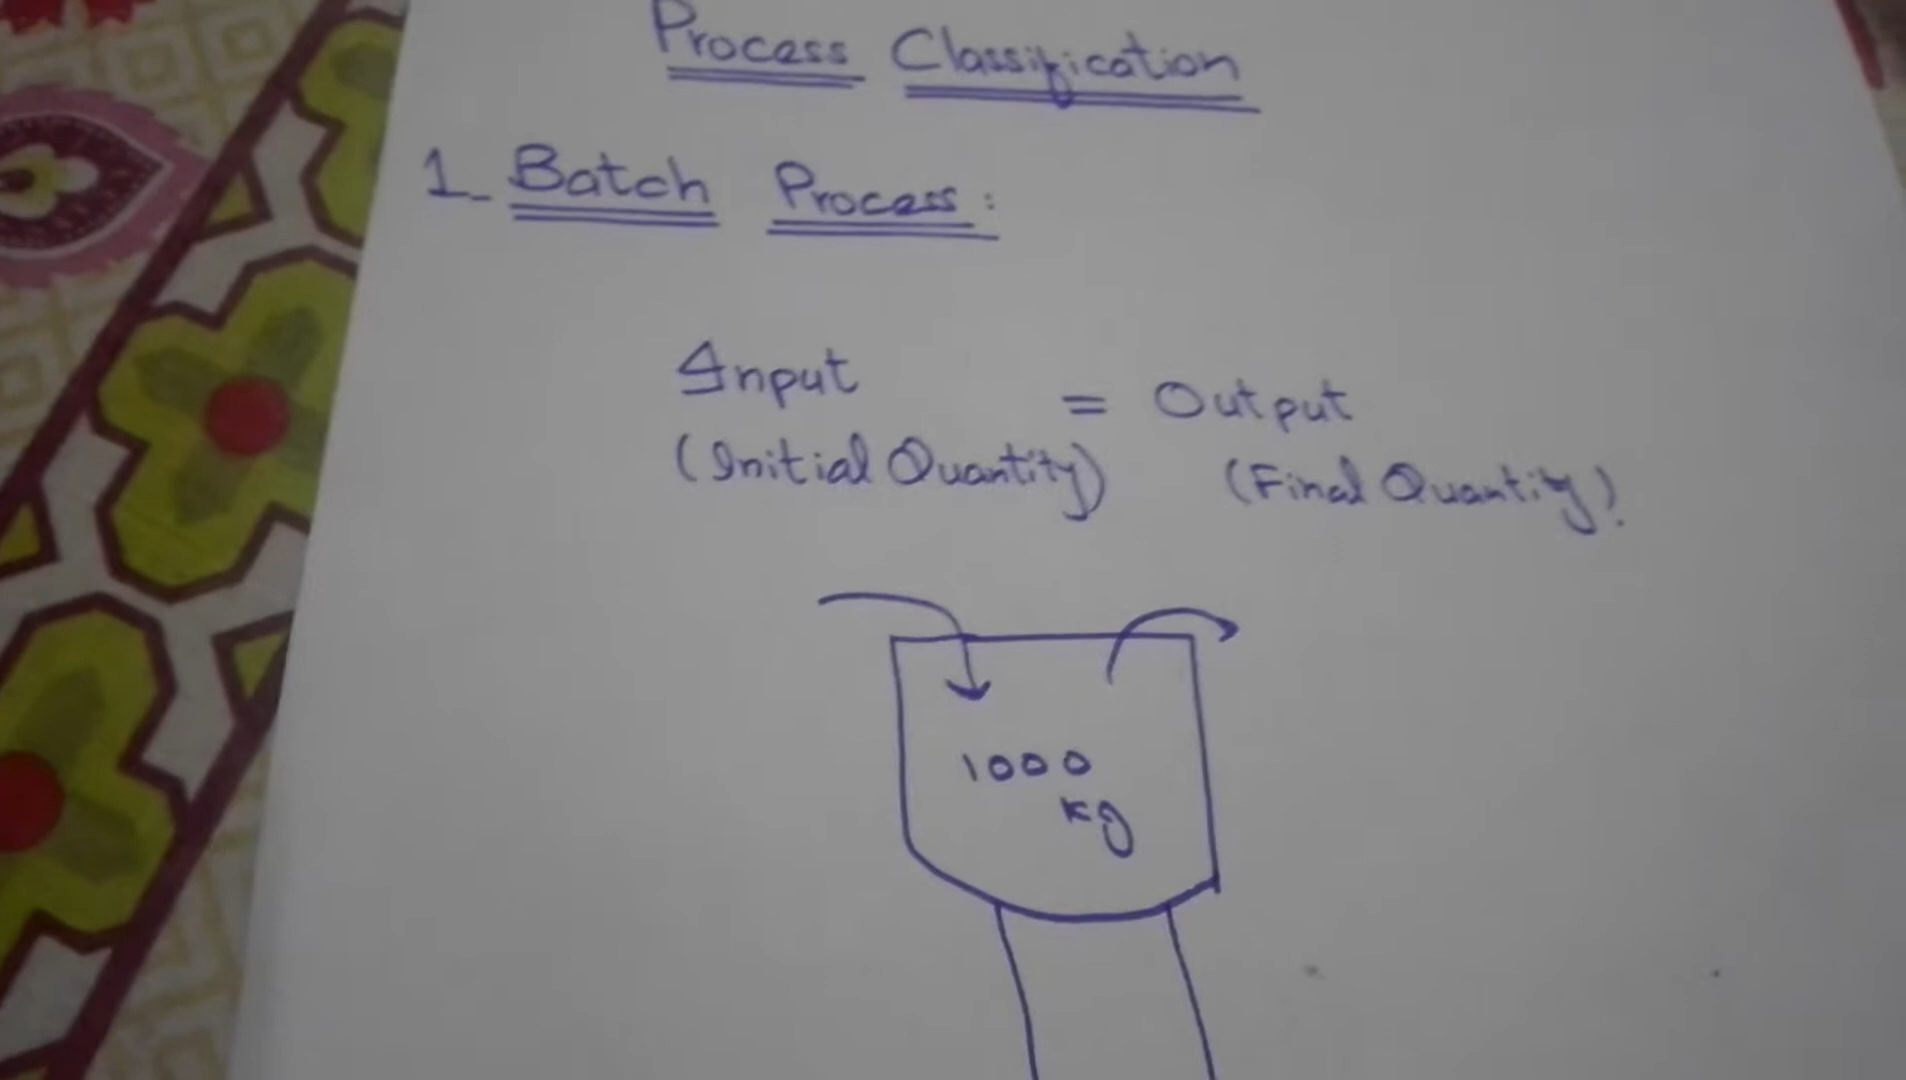 Process Classification
1- Batch Process:
Input = Output
(Initial Quantity) (Final Quantity).
1000
kg